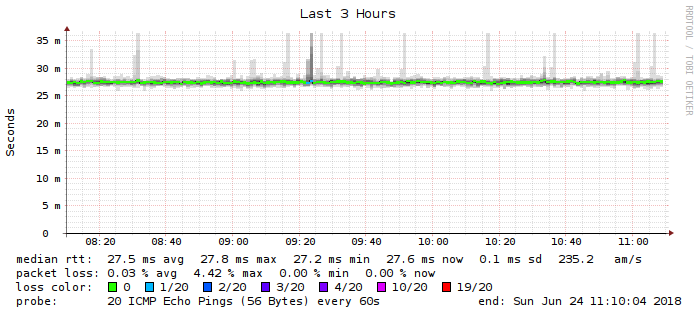 Last 3 Hours
RRDTOOL / TOBI OETIKER
Seconds
35 m
30 m
25 m
20 m
15 m
10 m
5 m
0
08:20 08:40 09:00 09:20 09:40 10:00 10:20 10:40 11:00
median rtt: 27.5 ms avg 27.8 ms max 27.2 ms min 27.6 ms now 0.1 ms sd 235.2 am/s
packet loss: 0.03 % avg 4.42 % max 0.00 % min 0.00 % now
loss color: 0 1/20 2/20 3/20 4/20 10/20 19/20
probe: 20 ICMP Echo Pings (56 Bytes) every 60s end: Sun Jun 24 11:10:04 2018